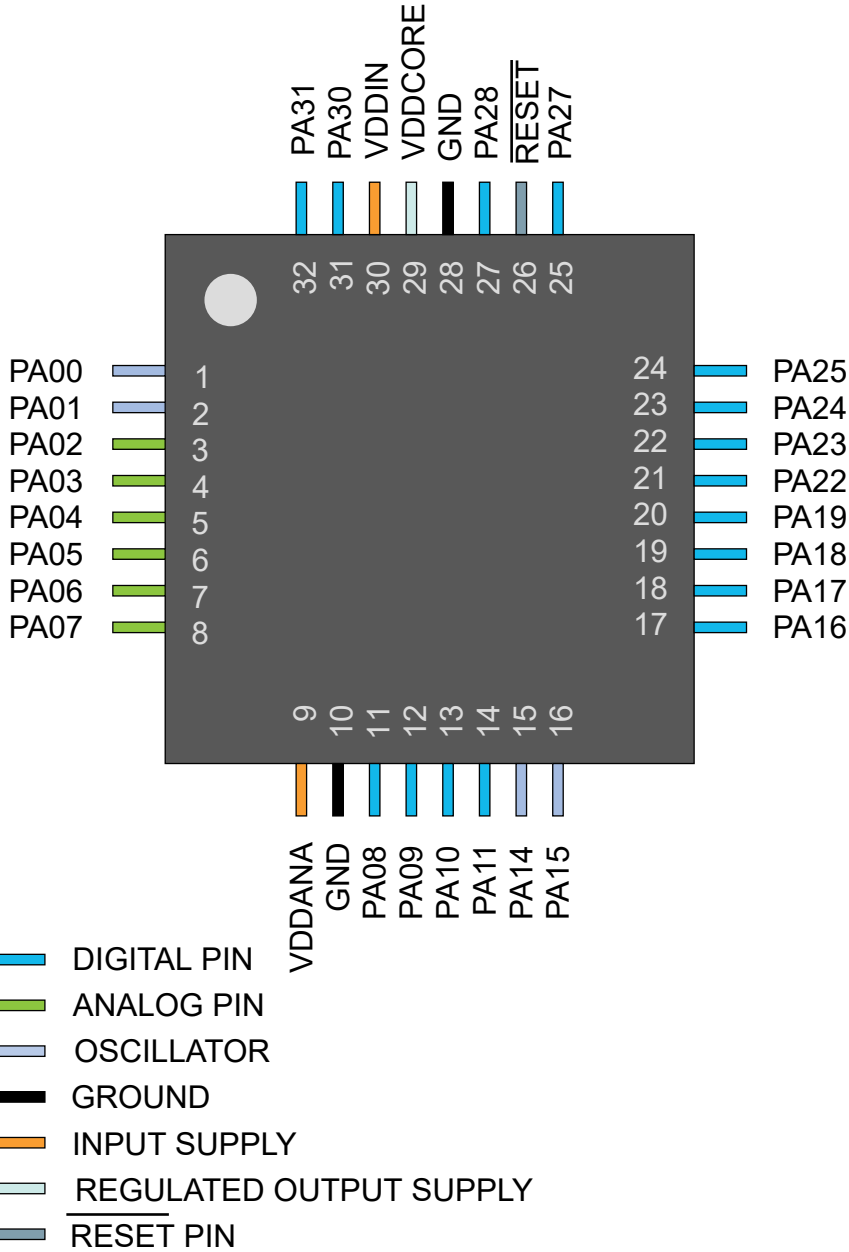 PA31
PA30
VDDIN
VDDCORE
GND
PA28
RESET
PA27
32
31
30
29
28
27
26
25
PA00 1
PA01 2
PA02 3
PA03 4
PA04 5
PA05 6
PA06 7
PA07 8
24 PA25
23 PA24
22 PA23
21 PA22
20 PA19
19 PA18
18 PA17
17 PA16
9
10
11
12
13
14
15
16
VDDANA
GND
PA08
PA09
PA10
PA11
PA14
PA15
DIGITAL PIN
ANALOG PIN
OSCILLATOR
GROUND
INPUT SUPPLY
REGULATED OUTPUT SUPPLY
RESET PIN